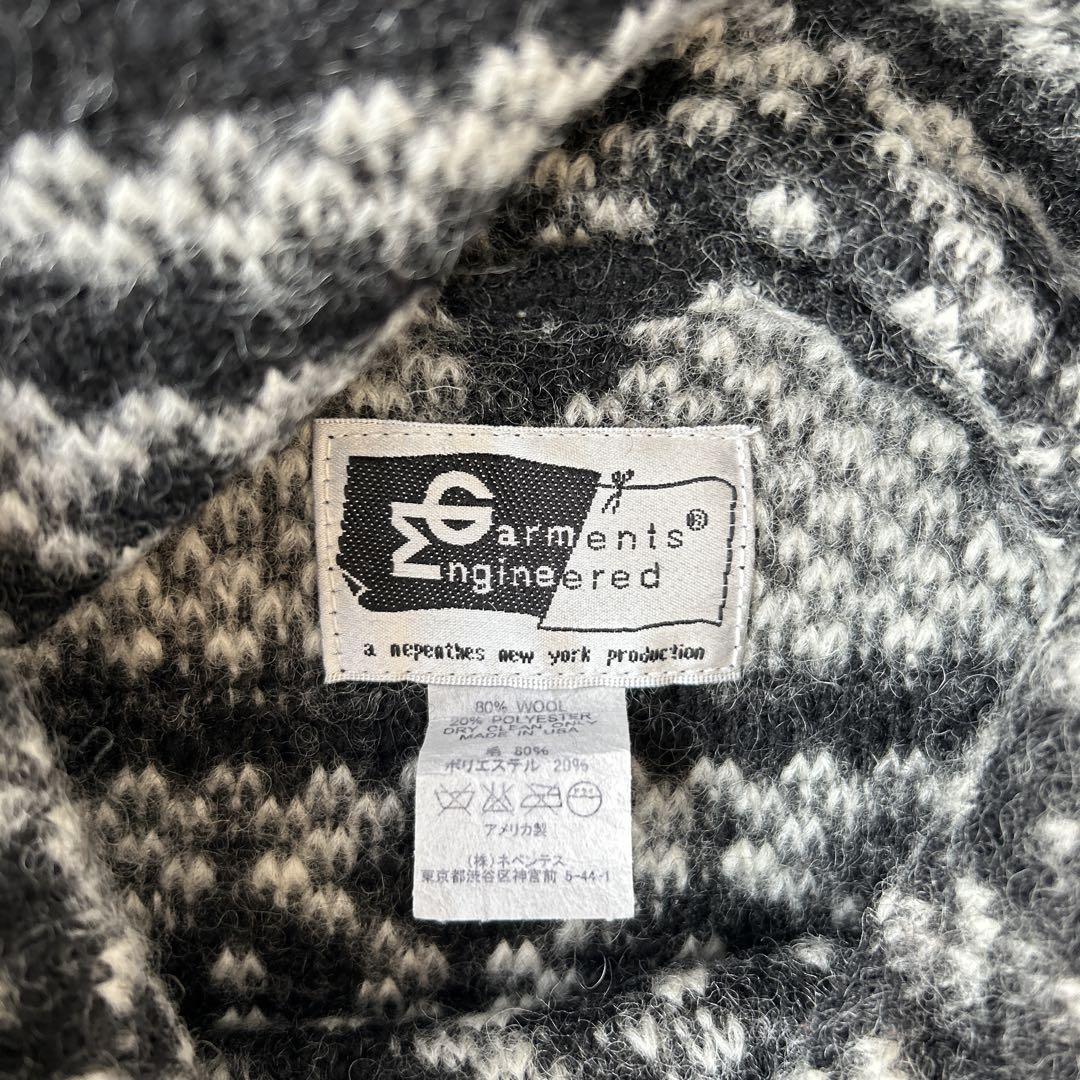 Garments®
Engineered
a nepenthes new york production
80% WOOL
20% POLYESTER
DRY CLEAN ONLY
MADE IN USA
毛 80%
ポリエステル 20%
アメリカ製
(株)ネペンテス
東京都渋谷区神宮前 5-44-1